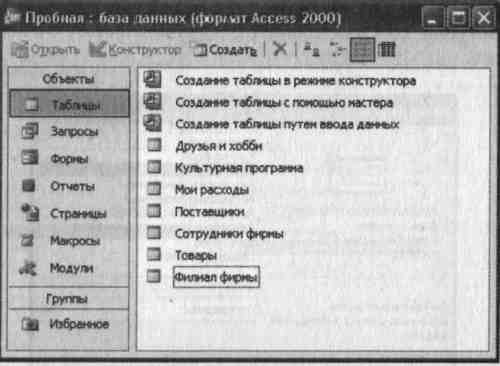 Пробная : база данных (формат Access 2000)
Открыть Конструктор Создать
Объекты
Таблицы
Запросы
Формы
Отчеты
Страницы
Макросы
Модули
Группы
Избранное
Создание таблицы в режиме конструктора
Создание таблицы с помощью мастера
Создание таблицы путем ввода данных
Друзья и хобби
Культурная программа
Мои расходы
Поставщики
Сотрудники фирмы
Товары
Филиал фирмы